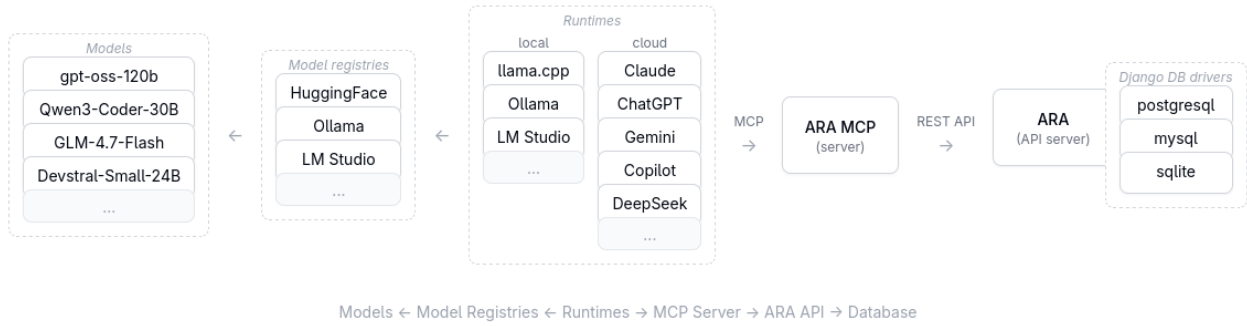 Models
gpt-oss-120b
Qwen3-Coder-30B
GLM-4.7-Flash
Devstral-Small-24B
...
←
Model registries
HuggingFace
Ollama
LM Studio
...
←
Runtimes
local
llama.cpp
Ollama
LM Studio
...
cloud
Claude
ChatGPT
Gemini
Copilot
DeepSeek
...
MCP
→
ARA MCP
(server)
REST API
→
ARA
(API server)
Django DB drivers
postgresql
mysql
sqlite
Models ← Model Registries ← Runtimes → MCP Server → ARA API → Database